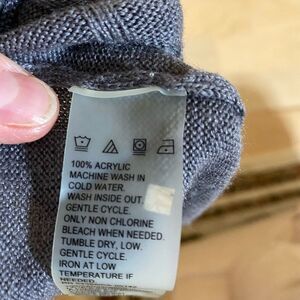 100% ACRYLIC
MACHINE WASH IN
COLD WATER.
WASH INSIDE OUT.
GENTLE CYCLE.
ONLY NON CHLORINE
BLEACH WHEN NEEDED.
TUMBLE DRY, LOW.
GENTLE CYCLE.
IRON AT LOW
TEMPERATURE IF
NEEDED.